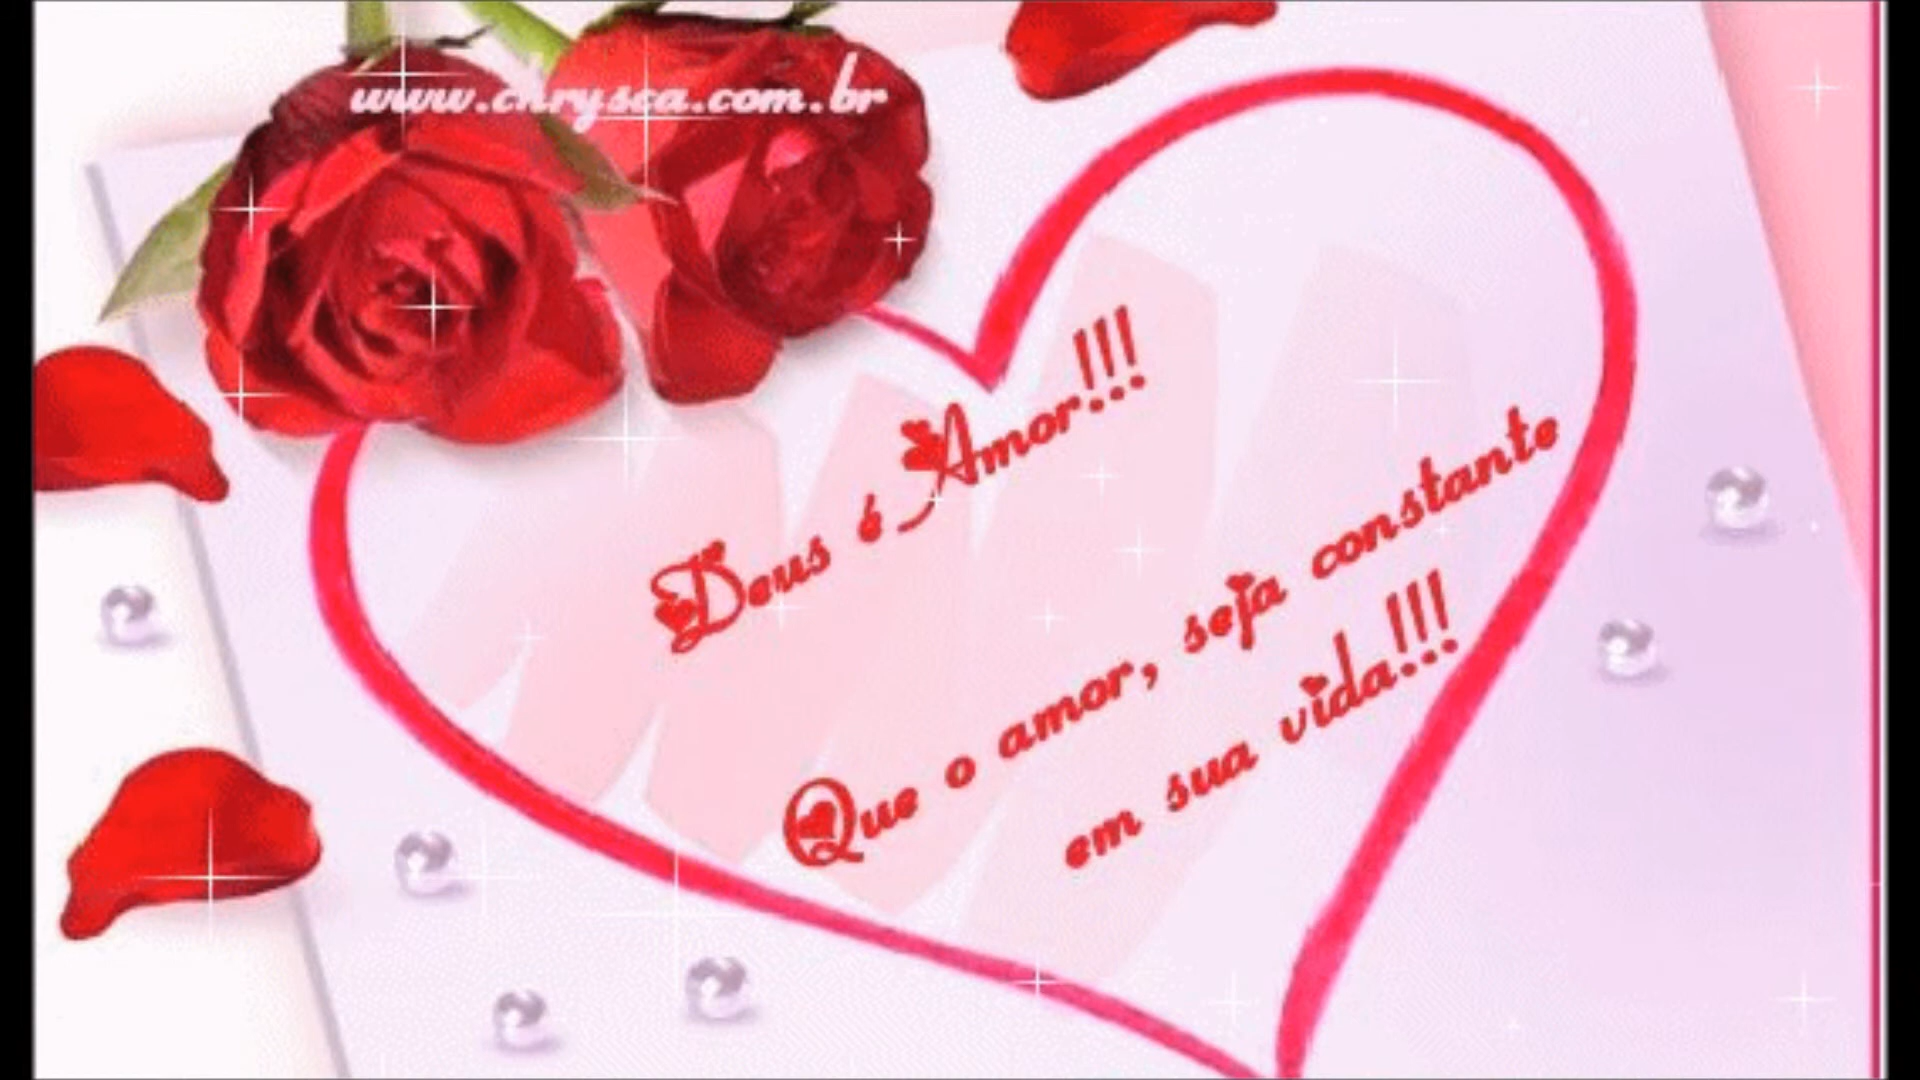 www.chrysca.com.br
Deus é Amor!!!
Que o amor, seja constante
em sua vida!!!